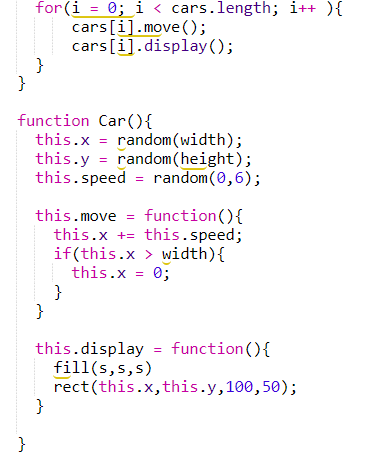 for(i = 0; i < cars.length; i++ ){
cars[i].move();
cars[i].display();
}
}
function Car(){
this.x = random(width);
this.y = random(height);
this.speed = random(0,6);
this.move = function(){
this.x += this.speed;
if(this.x > width){
this.x = 0;
}
}
this.display = function(){
fill(s,s,s)
rect(this.x,this.y,100,50);
}
}